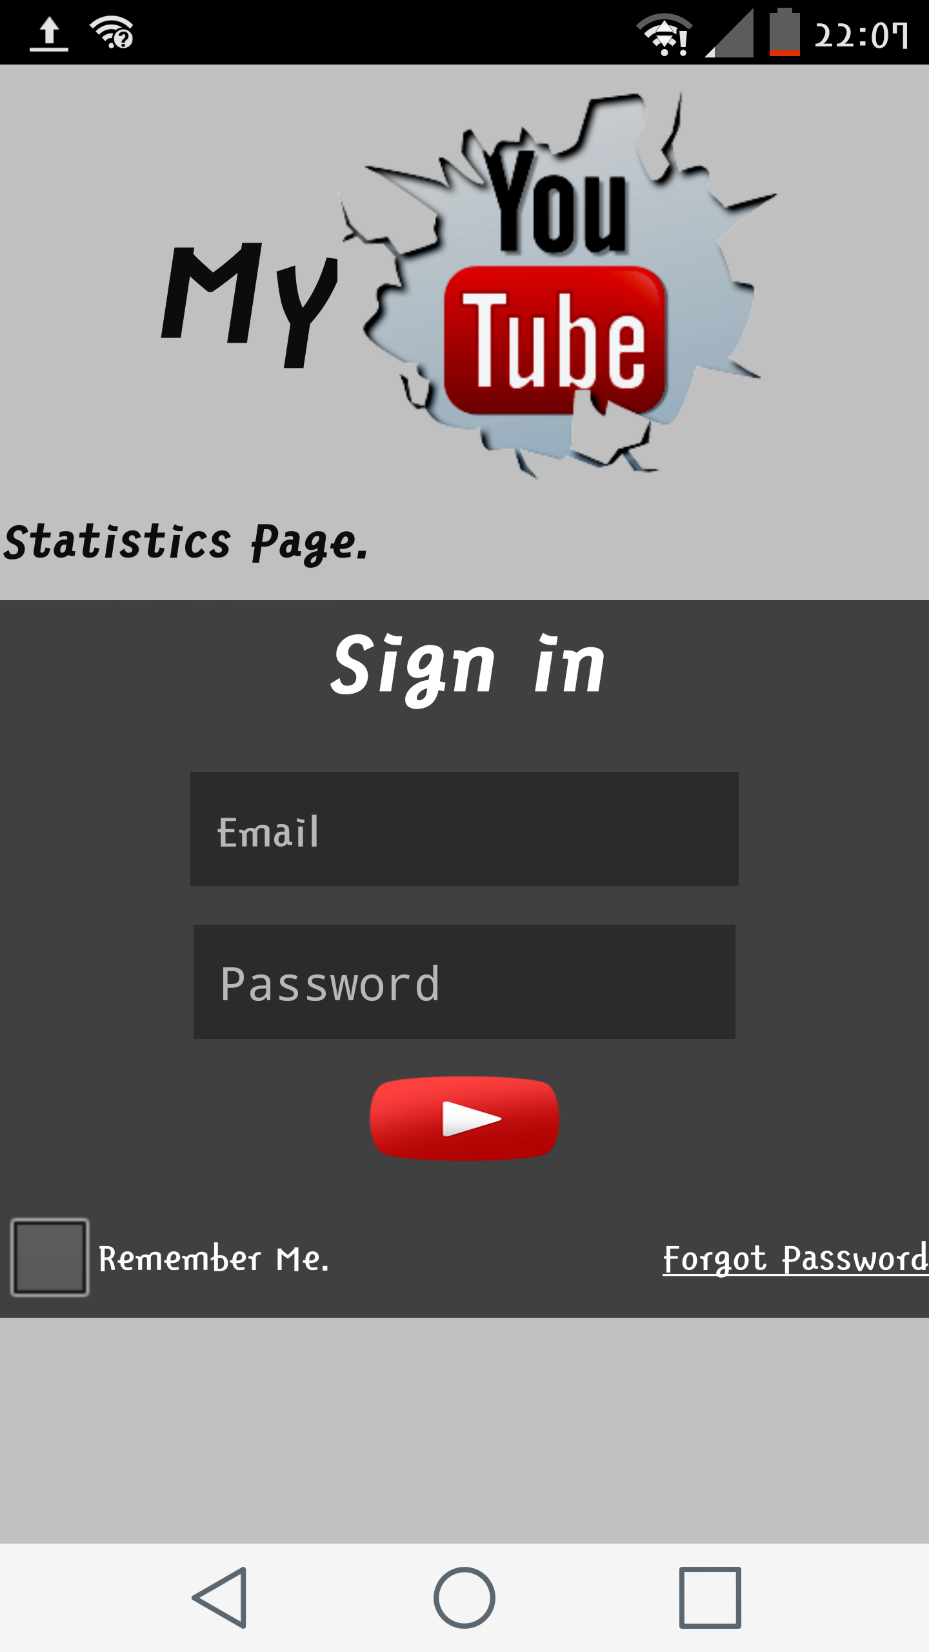 22:07
My
You
Tube
Statistics Page.
Sign in
Email
Password
Remember Me.
Forgot Password